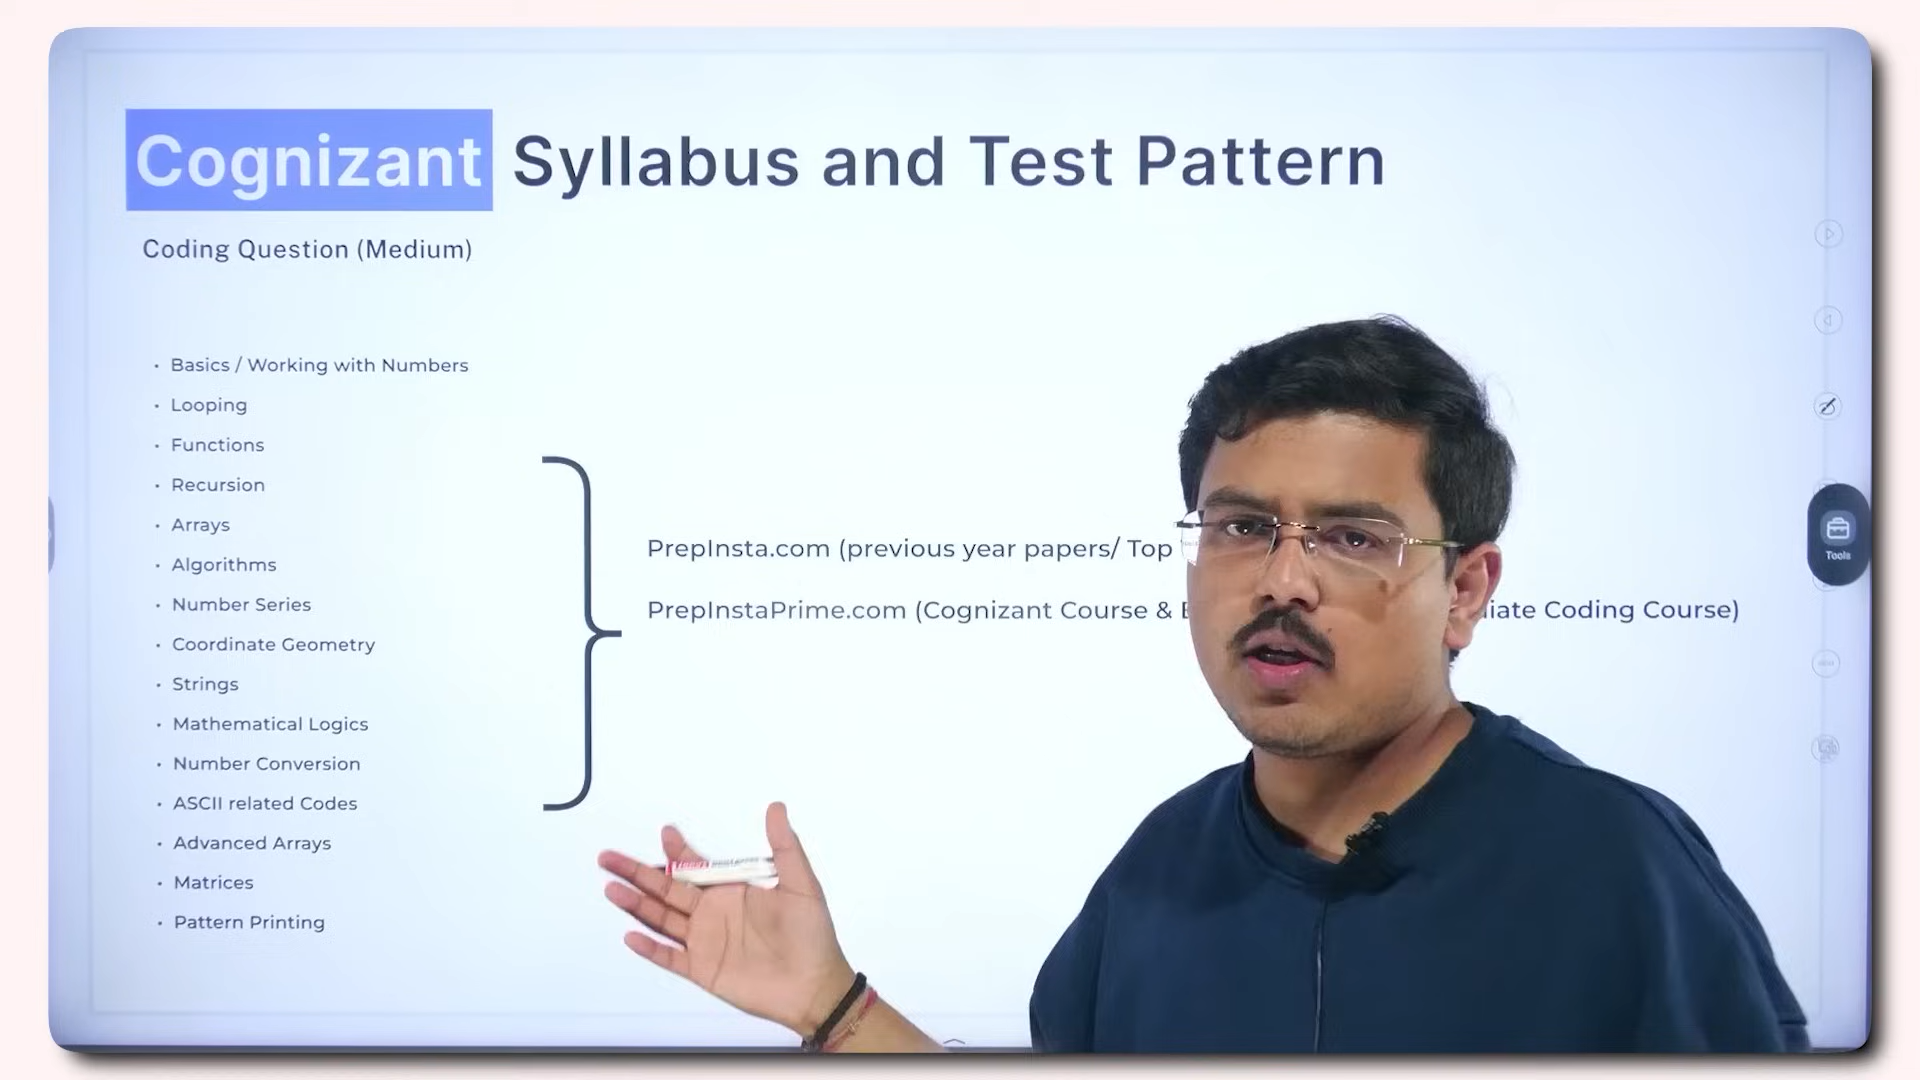 Cognizant Syllabus and Test Pattern
Coding Question (Medium)
• Basics / Working with Numbers
• Looping
• Functions
• Recursion
• Arrays
• Algorithms
• Number Series
• Coordinate Geometry
• Strings
• Mathematical Logics
• Number Conversion
• ASCII related Codes
• Advanced Arrays
• Matrices
• Pattern Printing
PrepInsta.com (previous year papers/ Top
PrepInstaPrime.com (Cognizant Course & Coding Course)
Tools